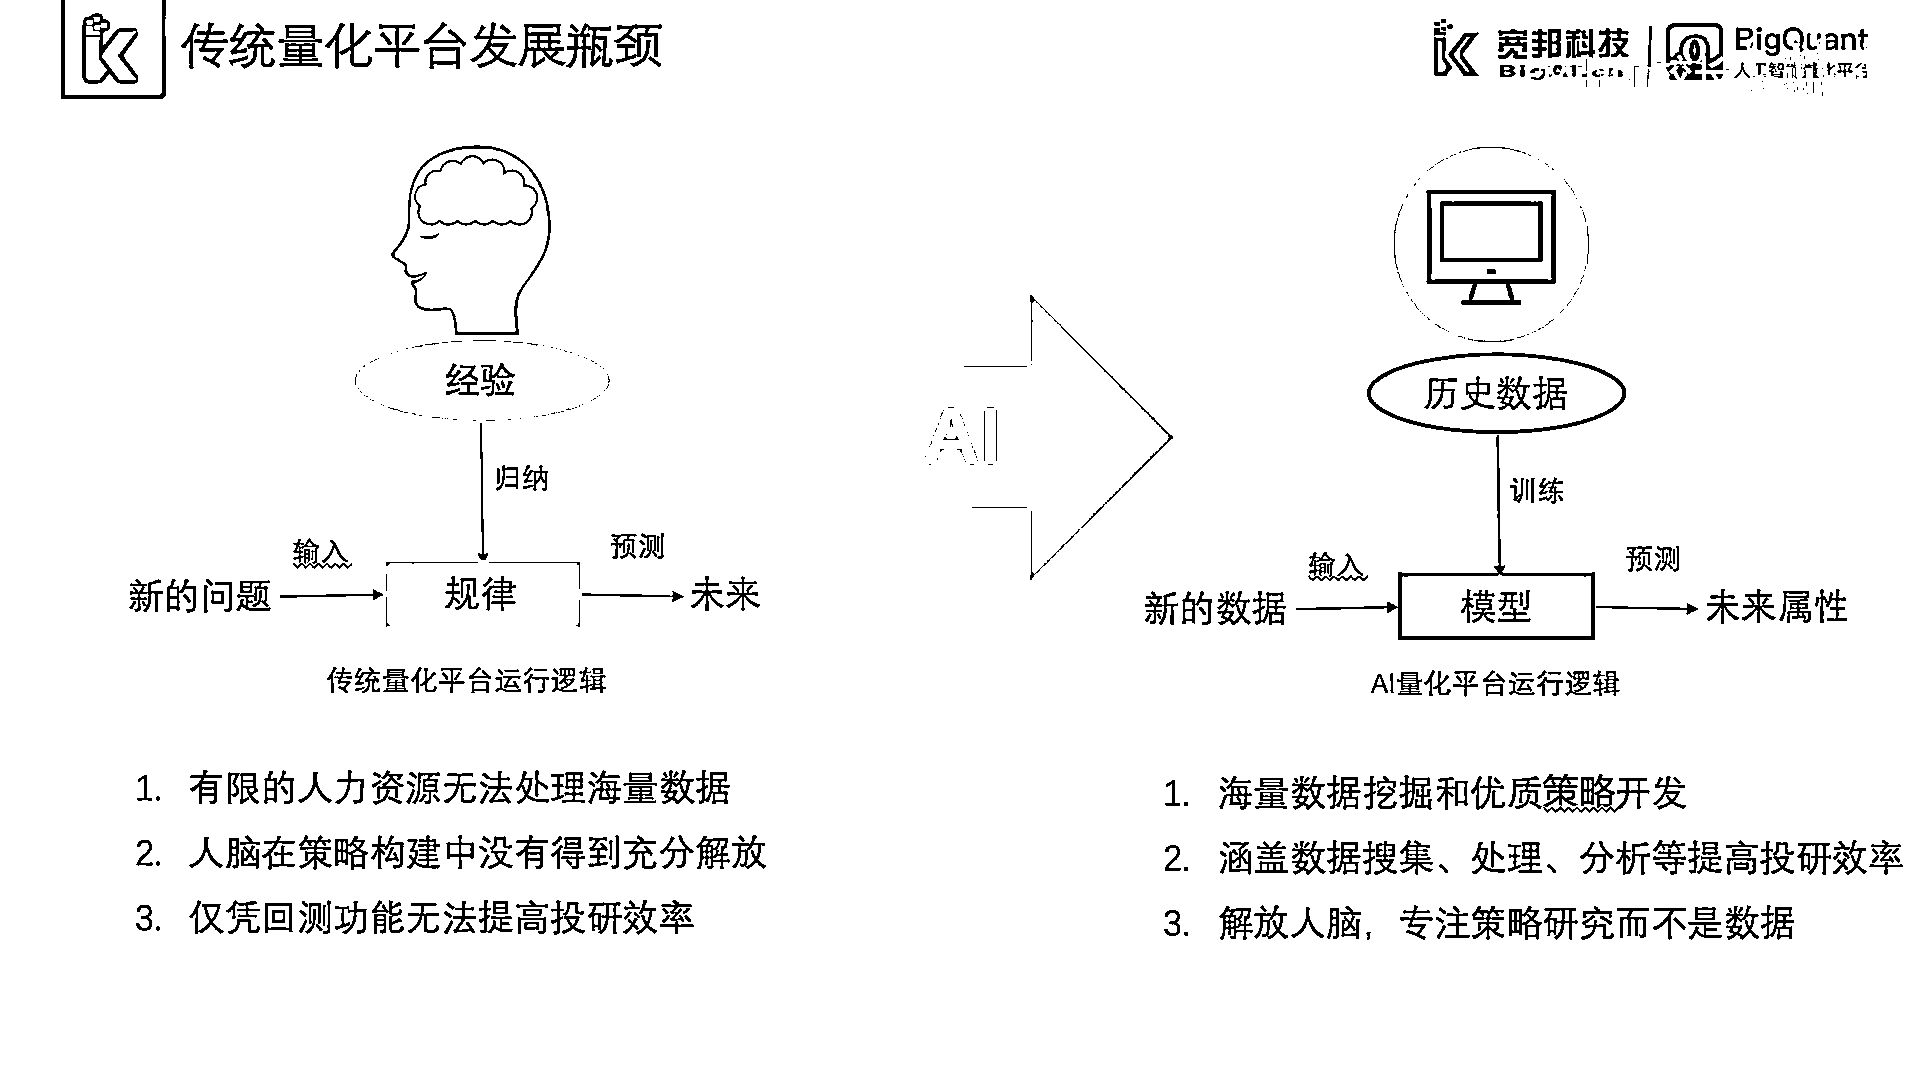 传统量化平台发展瓶颈
宽邦科技
BigQuant
人工智能量化平台
经验
归纳
输入
预测
新的问题
规律
未来
传统量化平台运行逻辑
1. 有限的人力资源无法处理海量数据
2. 人脑在策略构建中没有得到充分解放
3. 仅凭回测功能无法提高投研效率
AI
历史数据
训练
输入
预测
新的数据
模型
未来属性
AI量化平台运行逻辑
1. 海量数据挖掘和优质策略开发
2. 涵盖数据搜集、处理、分析等提高投研效率
3. 解放人脑，专注策略研究而不是数据